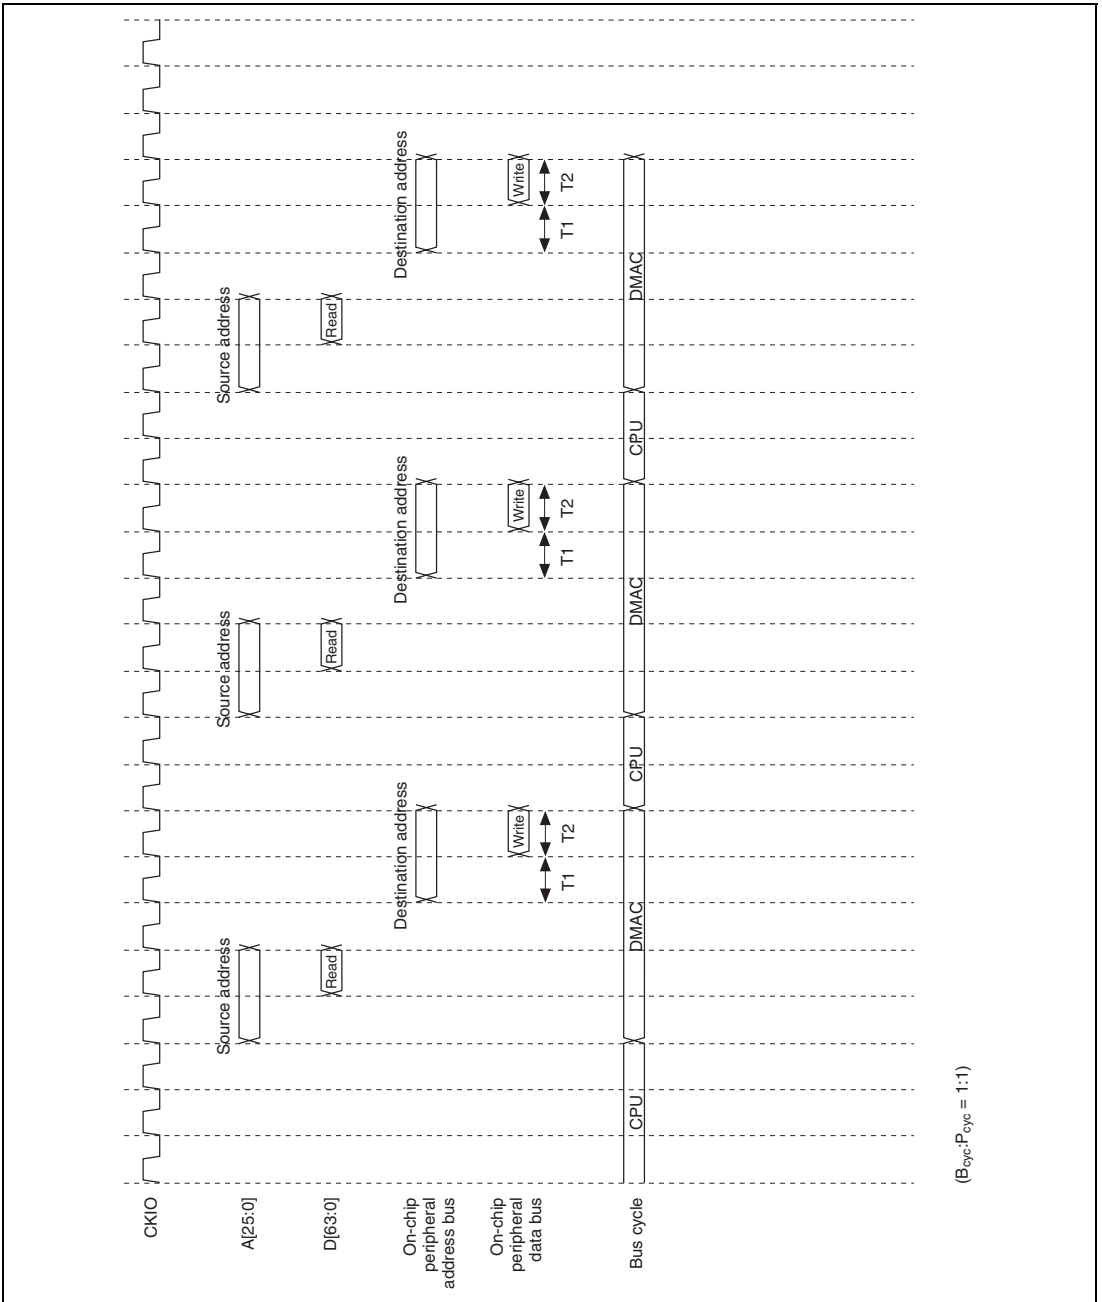 CKIO
A[25:0]
Source address
Source address
Source address
D[63:0]
Read
Read
Read
On-chip
peripheral
address bus
Destination address
Destination address
Destination address
On-chip
peripheral
data bus
Write
Write
Write
T1
T2
T1
T2
T1
T2
Bus cycle
CPU
DMAC
CPU
DMAC
CPU
DMAC
(Bcyc:Pcyc = 1:1)